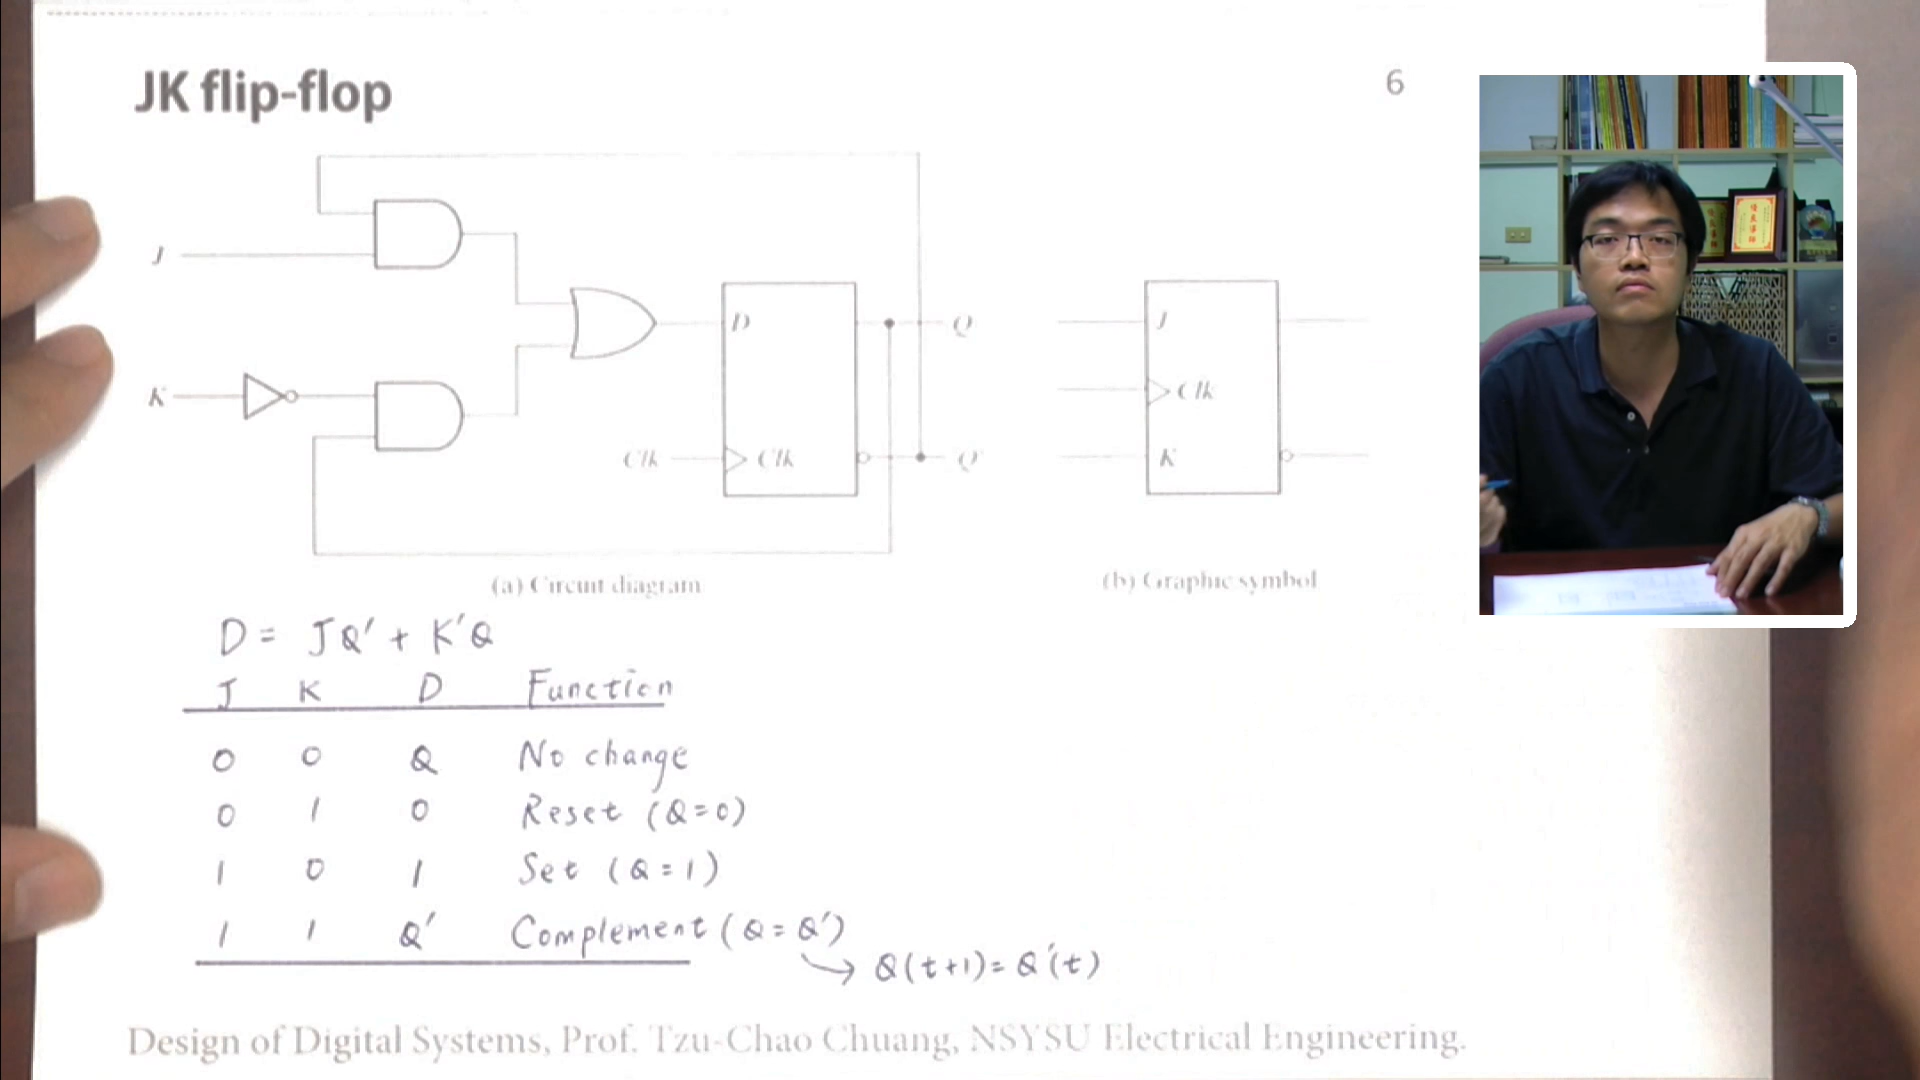 JK flip-flop
6
J
K
D
Q
Clk
Clk
Q'
J
Clk
K
(a) Circuit diagram
(b) Graphic symbol
D = JQ' + K'Q
J K D Function
0 0 Q No change
0 1 0 Reset (Q=0)
1 0 1 Set (Q=1)
1 1 Q' Complement (Q=Q')
→ Q(t+1)=Q'(t)
Design of Digital Systems, Prof. Tzu-Chao Chuang, NSYSU Electrical Engineering.